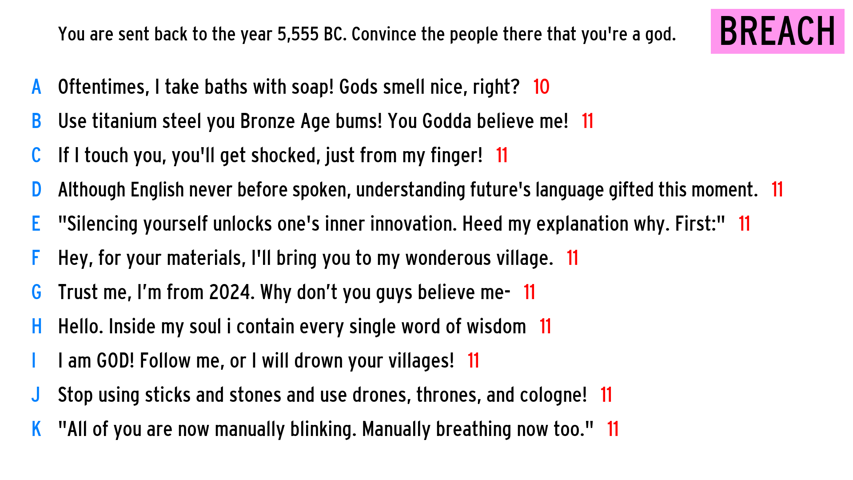 You are sent back to the year 5,555 BC. Convince the people there that you're a god.
BREACH
A Oftentimes, I take baths with soap! Gods smell nice, right? 10
B Use titanium steel you Bronze Age bums! You Godda believe me! 11
C If I touch you, you'll get shocked, just from my finger! 11
D Although English never before spoken, understanding future's language gifted this moment. 11
E "Silencing yourself unlocks one's inner innovation. Heed my explanation why. First:" 11
F Hey, for your materials, I'll bring you to my wonderous village. 11
G Trust me, I’m from 2024. Why don’t you guys believe me- 11
H Hello. Inside my soul i contain every single word of wisdom 11
I I am GOD! Follow me, or I will drown your villages! 11
J Stop using sticks and stones and use drones, thrones, and cologne! 11
K "All of you are now manually blinking. Manually breathing now too." 11